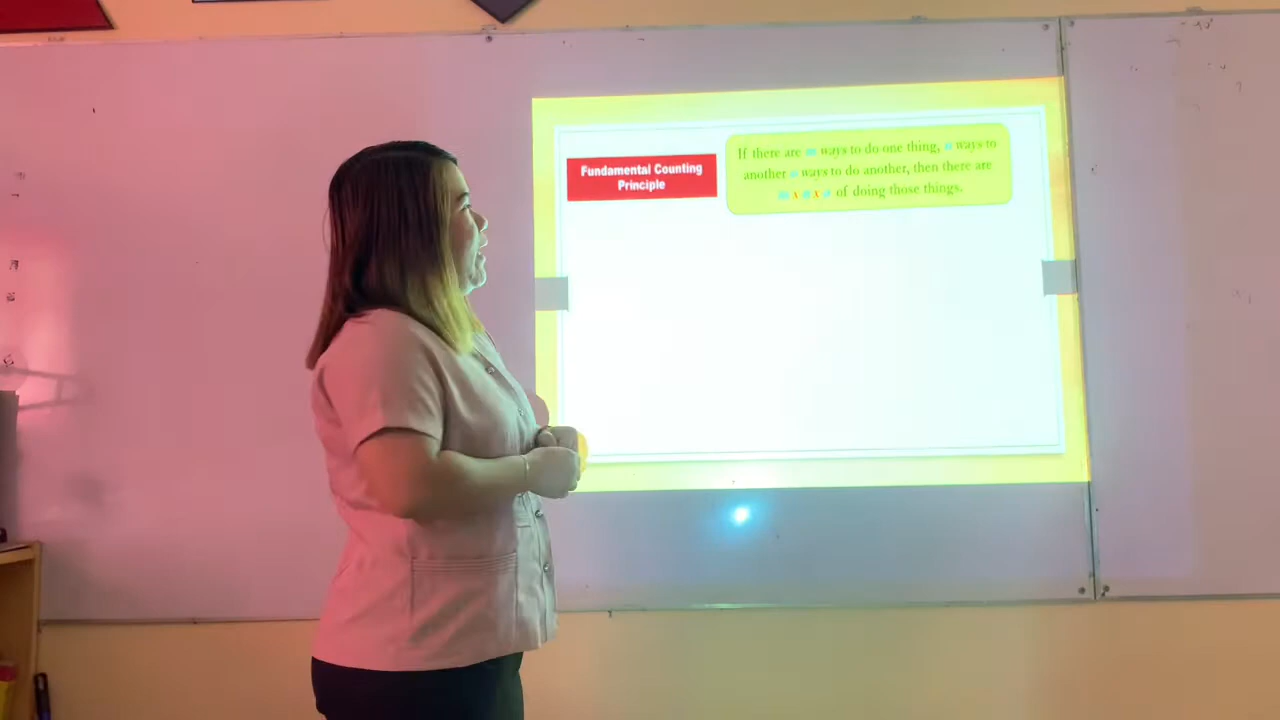 Fundamental Counting
Principle
If there are m ways to do one thing, n ways to
another o ways to do another, then there are
x x of doing those things.